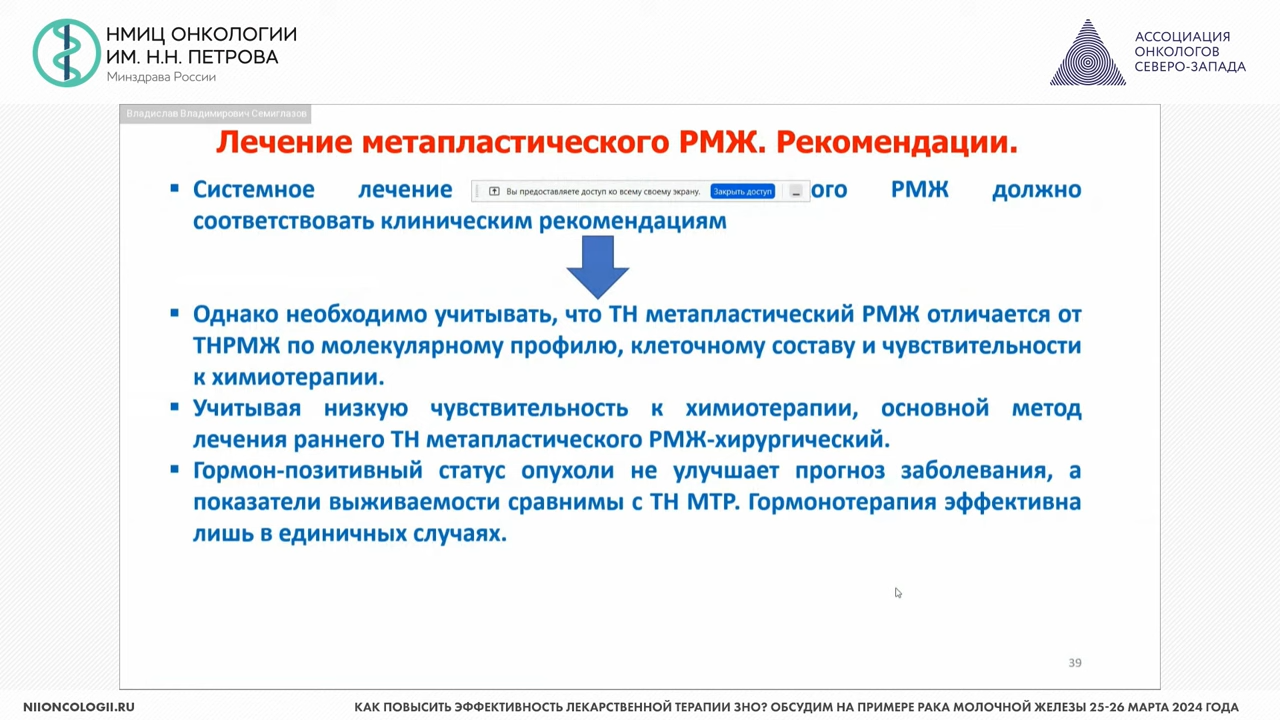 НМИЦ ОНКОЛОГИИ
ИМ. Н.Н. ПЕТРОВА
Минздрава России
АССОЦИАЦИЯ
ОНКОЛОГОВ
СЕВЕРО-ЗАПАДА
Владислав Владимирович Семиглазов
Лечение метапластического РМЖ. Рекомендации.
▪ Системное лечение ого РМЖ должно
Вы предоставляете доступ ко всему своему экрану. Закрыть доступ
соответствовать клиническим рекомендациям
▪ Однако необходимо учитывать, что ТН метапластический РМЖ отличается от
ТНРМЖ по молекулярному профилю, клеточному составу и чувствительности
к химиотерапии.
▪ Учитывая низкую чувствительность к химиотерапии, основной метод
лечения раннего ТН метапластического РМЖ-хирургический.
▪ Гормон-позитивный статус опухоли не улучшает прогноз заболевания, а
показатели выживаемости сравнимы с ТН МТР. Гормонотерапия эффективна
лишь в единичных случаях.
39
NIIONCOLOGII.RU
КАК ПОВЫСИТЬ ЭФФЕКТИВНОСТЬ ЛЕКАРСТВЕННОЙ ТЕРАПИИ ЗНО? ОБСУДИМ НА ПРИМЕРЕ РАКА МОЛОЧНОЙ ЖЕЛЕЗЫ 25-26 МАРТА 2024 ГОДА